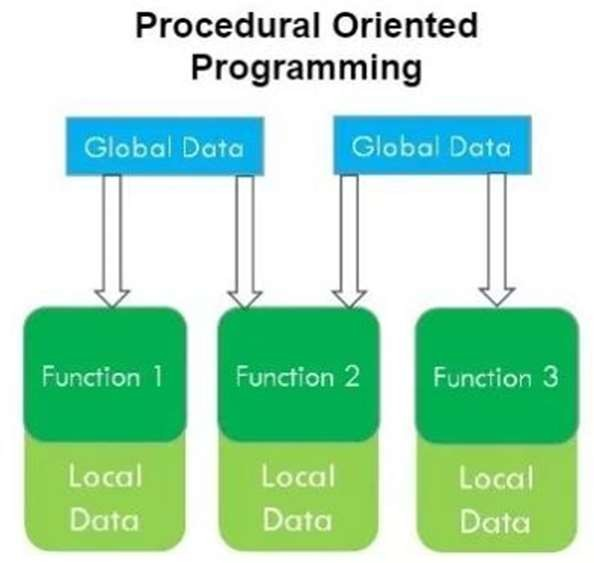 Procedural Oriented
Programming
Global Data
Global Data
Function 1
Function 2
Function 3
Local
Data
Local
Data
Local
Data